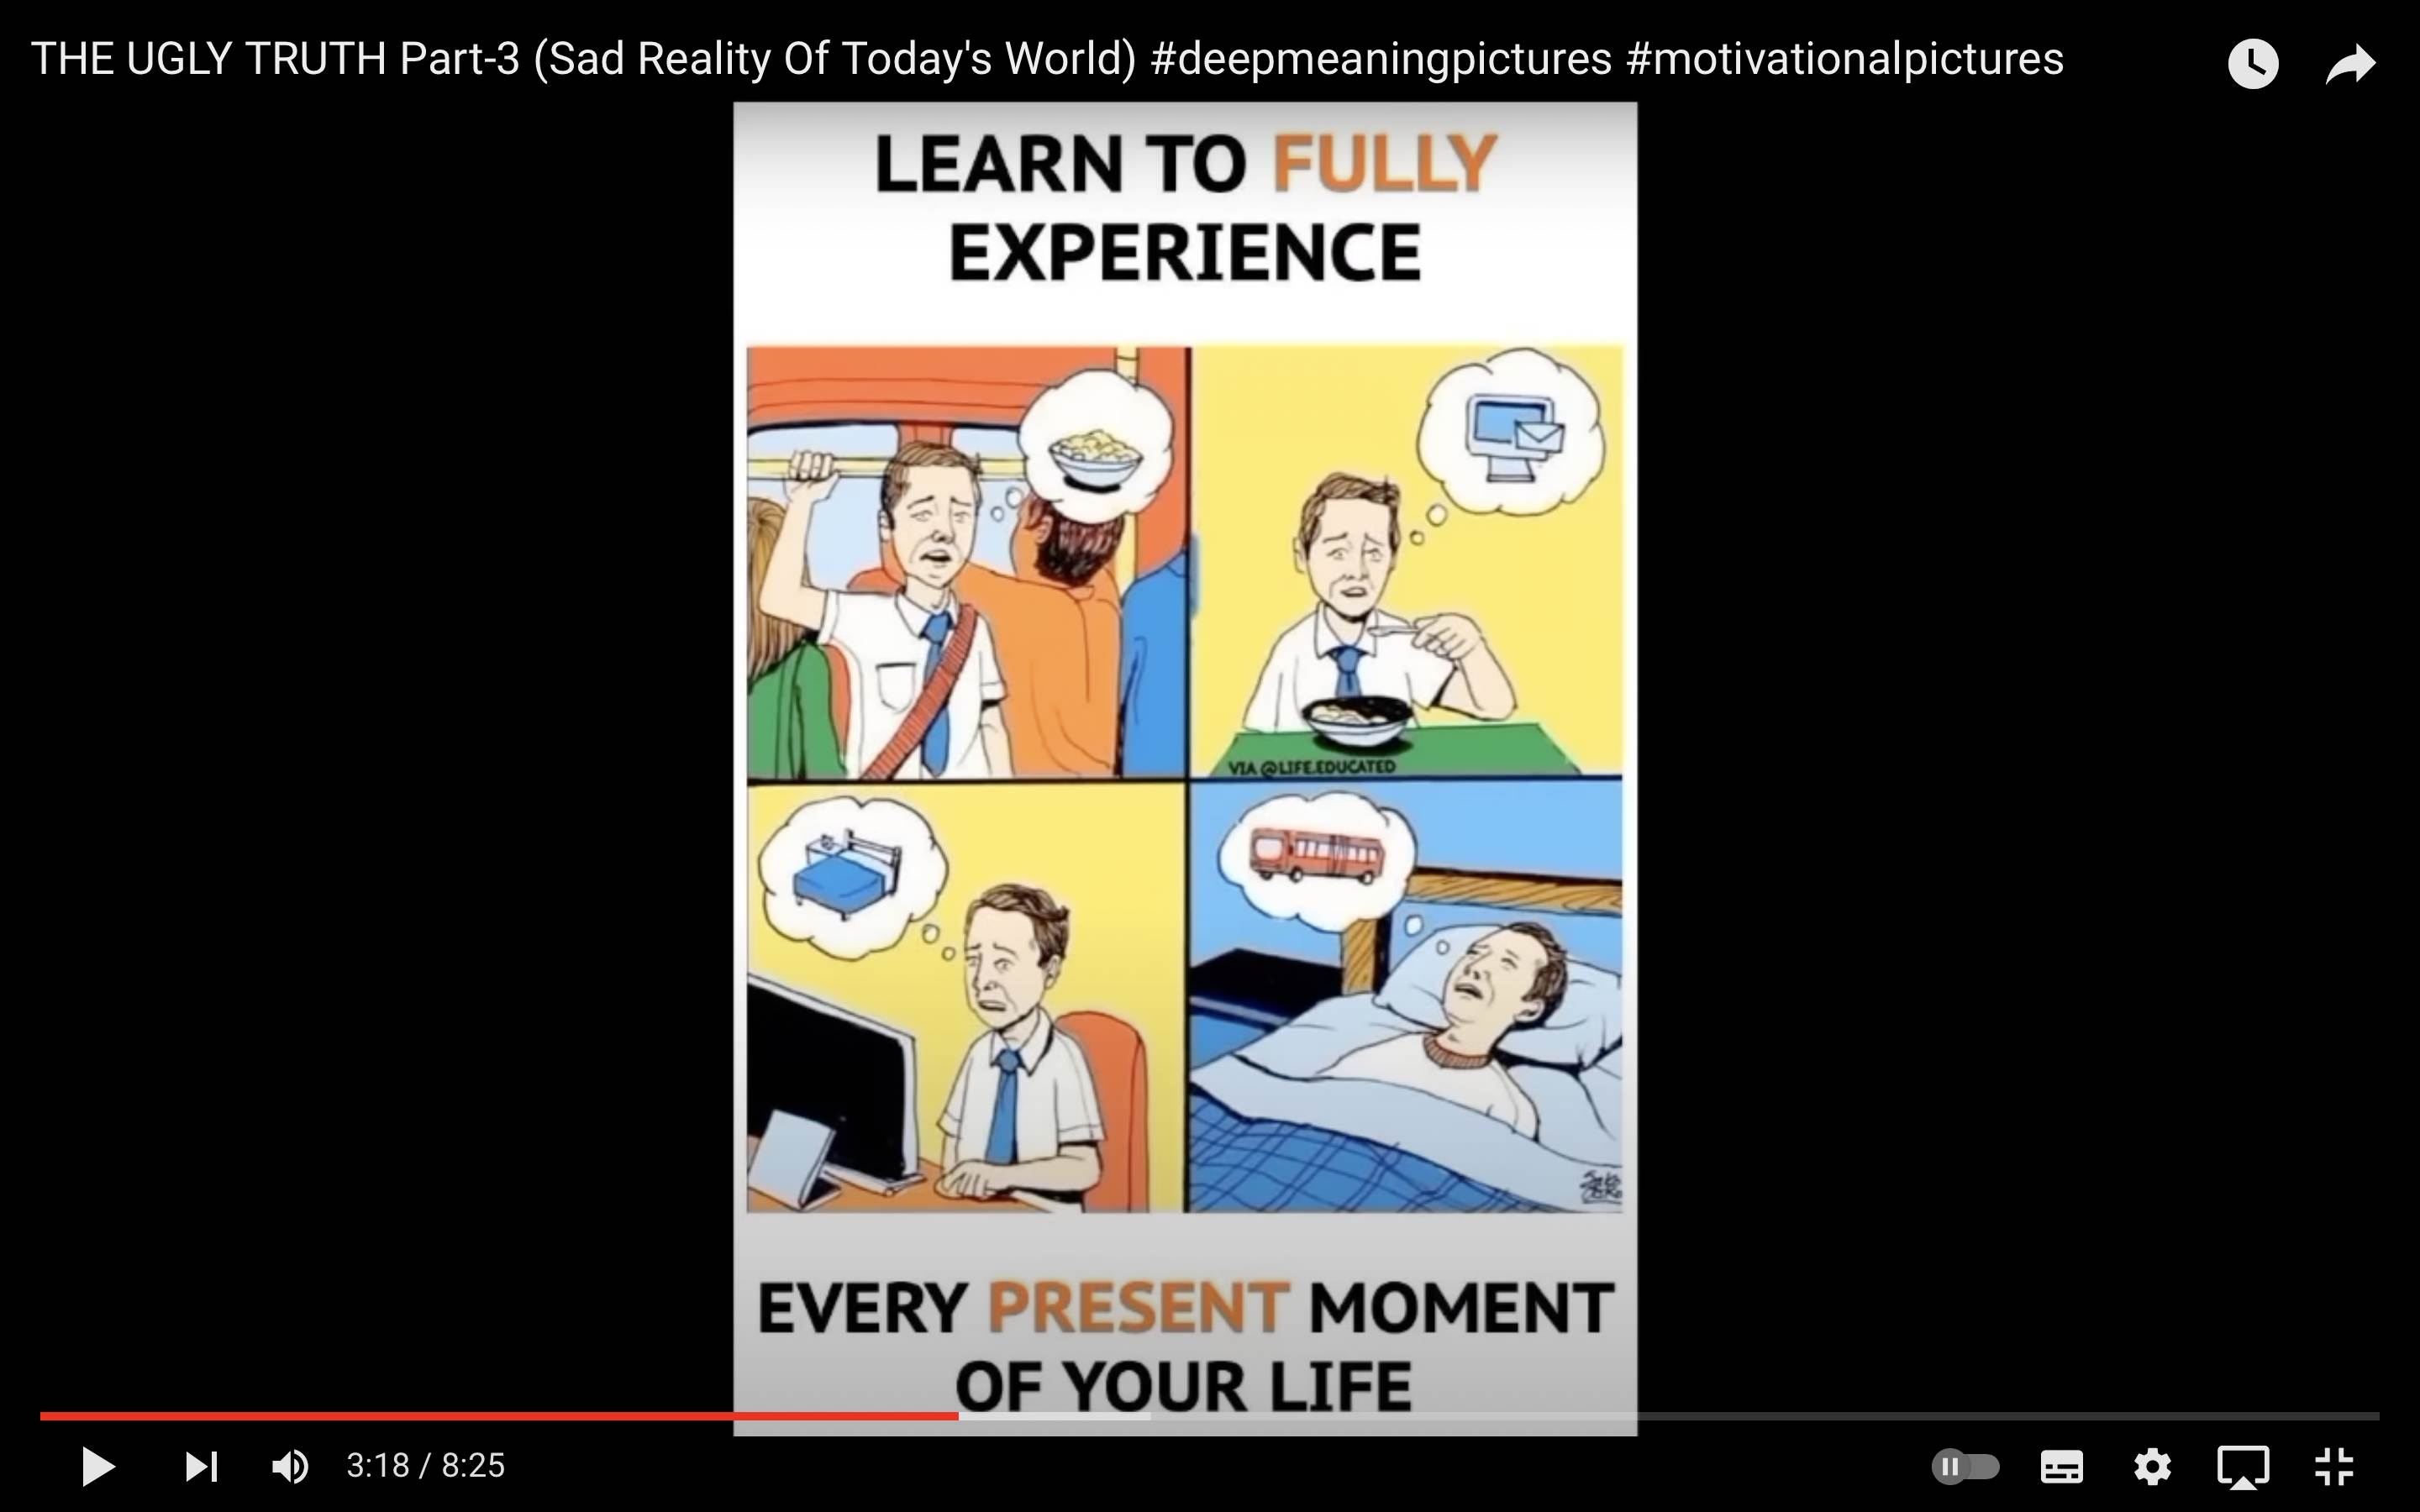 THE UGLY TRUTH Part-3 (Sad Reality Of Today's World) #deepmeaningpictures #motivationalpictures
LEARN TO FULLY
EXPERIENCE
VIA @LIFE.EDUCATED
EVERY PRESENT MOMENT
OF YOUR LIFE
3:18 / 8:25